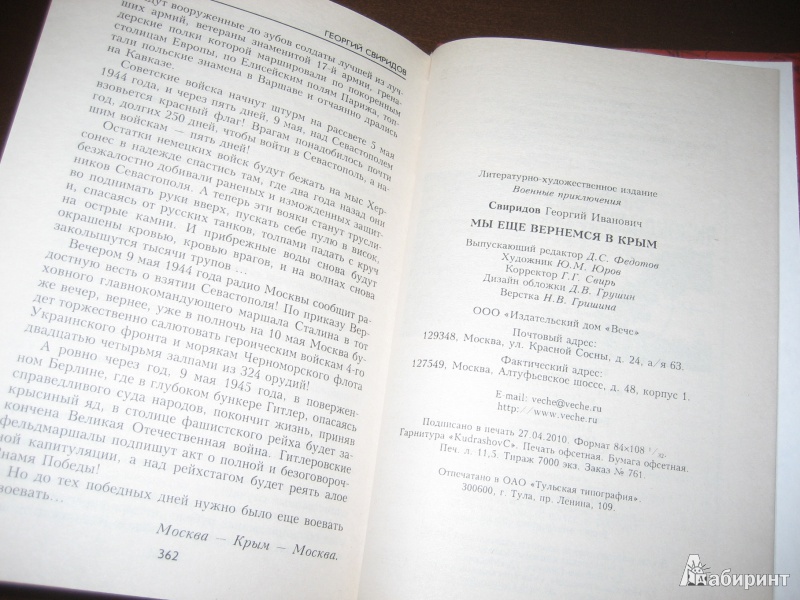 ГЕОРГИЙ СВИРИДОВ
дут вооруженные до зубов солдаты лучшей из луч-
ших армий, ветераны знаменитой 17-й армии, грена-
дерские полки которой маршировали по покоренным
столицам Европы, по Елисейским полям Парижа, топ-
тали польские знамена в Варшаве и отчаянно дрались
на Кавказе.
Советские войска начнут штурм на рассвете 5 мая
1944 года, и через пять дней, 9 мая, над Севастополем
взовьется красный флаг! Врагам понадобилось почти
год, долгих 250 дней, чтобы войти в Севастополь, а на-
шим войскам — пять дней!
Остатки немецких войск будут бежать на мыс Хер-
сонес в надежде спастись там, где два года назад они
безжалостно добивали раненых и изможденных защит-
ников Севастополя. А теперь эти вояки станут трусли-
во поднимать руки вверх, пускать себе пулю в висок,
и, спасаясь от русских танков, толпами падать с круч
на острые камни. И прибрежные воды снова будут
окрашены кровью, кровью врагов, и на волнах снова
заколышутся тысячи трупов ...
Вечером 9 мая 1944 года радио Москвы сообщит ра-
достную весть о взятии Севастополя! По приказу Вер-
ховного главнокомандующего маршала Сталина в тот
же вечер, вернее, уже в полночь на 10 мая Москва бу-
дет торжественно салютовать героическим войскам 4-го
Украинского фронта и морякам Черноморского флота
двадцатью четырьмя залпами из 324 орудий!
А ровно через год, 9 мая 1945 года, в повержен-
ном Берлине, где в глубоком бункере Гитлер, опасаясь
справедливого суда народов, покончит жизнь, приняв
крысиный яд, в столице фашистского рейха будет за-
кончена Великая Отечественная война. Гитлеровские
фельдмаршалы подпишут акт о полной и безоговороч-
ной капитуляции, а над рейхстагом будет реять алое
знамя Победы!
Но до тех победных дней нужно было еще воевать и
воевать...
Москва — Крым — Москва.
362
Литературно-художественное издание
Военные приключения
Свиридов Георгий Иванович
МЫ ЕЩЕ ВЕРНЕМСЯ В КРЫМ
Выпускающий редактор Д.С. Федотов
Художник Ю.М. Юров
Корректор Г.Г. Свирь
Дизайн обложки Д.В. Грушин
Верстка Н.В. Гришина
ООО «Издательский дом «Вече»
Почтовый адрес:
129348, Москва, ул. Красной Сосны, д. 24, а/я 63.
Фактический адрес:
127549, Москва, Алтуфьевское шоссе, д. 48, корпус 1.
E-mail: veche@veche.ru
http://www.veche.ru
Подписано в печать 27.04.2010. Формат 84×108 1/32.
Гарнитура «KudrashovC». Печать офсетная. Бумага офсетная.
Печ. л. 11,5. Тираж 7000 экз. Заказ № 761.
Отпечатано в ОАО «Тульская типография».
300600, г. Тула, пр. Ленина, 109.
Лабиринт